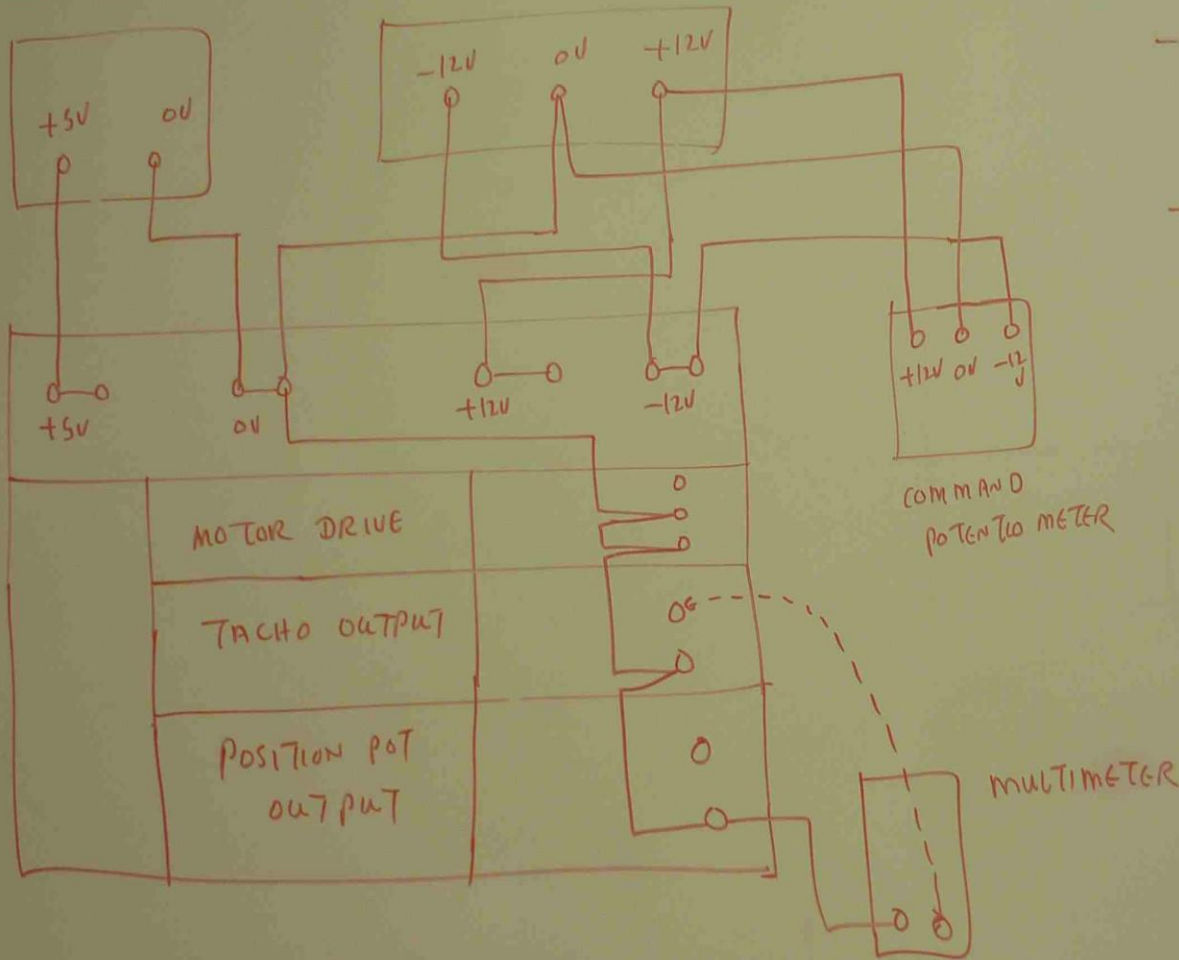 +5V 0V
-12V 0V +12V
+5V 0V +12V -12V
+12V 0V -12
V
COMMAND
POTENTIO METER
MOTOR DRIVE
TACHO OUTPUT
POSITION POT
OUTPUT
MULTIMETER